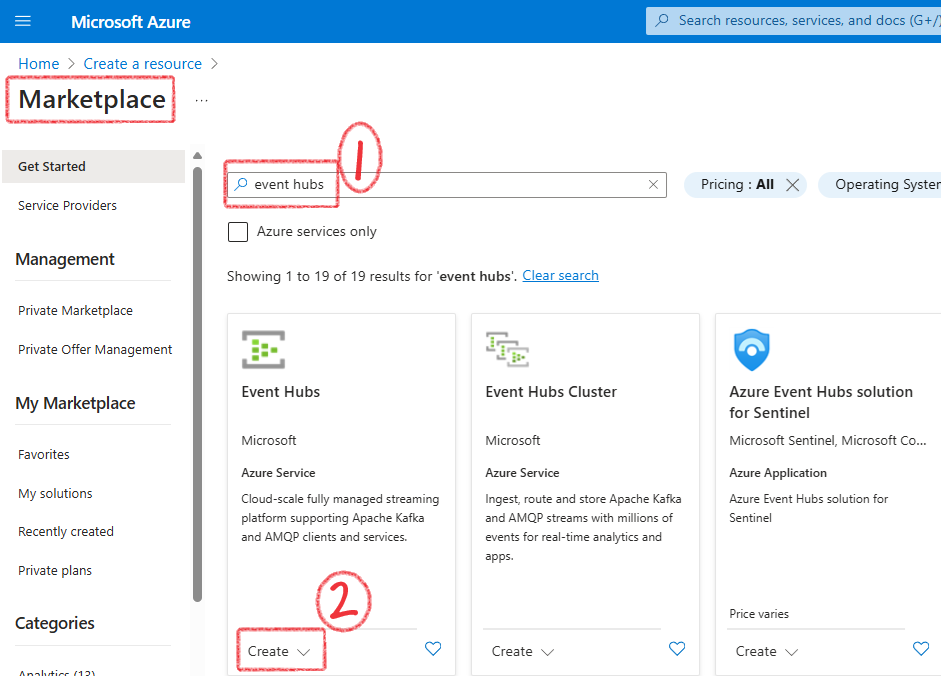 Microsoft Azure
Search resources, services, and docs (G+/)
Home > Create a resource >
Marketplace
...
Get Started
Service Providers
Management
Private Marketplace
Private Offer Management
My Marketplace
Favorites
My solutions
Recently created
Private plans
Categories
Analytics (13)
1
event hubs
Pricing : All
Operating System
Azure services only
Showing 1 to 19 of 19 results for 'event hubs'. Clear search
Event Hubs
Microsoft
Azure Service
Cloud-scale fully managed streaming
platform supporting Apache Kafka
and AMQP clients and services.
2
Create
Event Hubs Cluster
Microsoft
Azure Service
Ingest, route and store Apache Kafka
and AMQP streams with millions of
events for real-time analytics and
apps.
Create
Azure Event Hubs solution
for Sentinel
Microsoft Sentinel, Microsoft Co...
Azure Application
Azure Event Hubs solution for
Sentinel
Price varies
Create